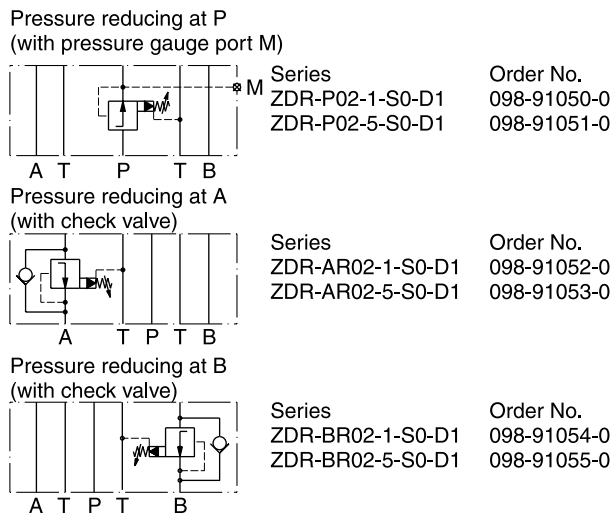 Pressure reducing at P
(with pressure gauge port M)
M
A T P T B
Series Order No.
ZDR-P02-1-S0-D1 098-91050-0
ZDR-P02-5-S0-D1 098-91051-0
Pressure reducing at A
(with check valve)
A T P T B
Series Order No.
ZDR-AR02-1-S0-D1 098-91052-0
ZDR-AR02-5-S0-D1 098-91053-0
Pressure reducing at B
(with check valve)
A T P T B
Series Order No.
ZDR-BR02-1-S0-D1 098-91054-0
ZDR-BR02-5-S0-D1 098-91055-0